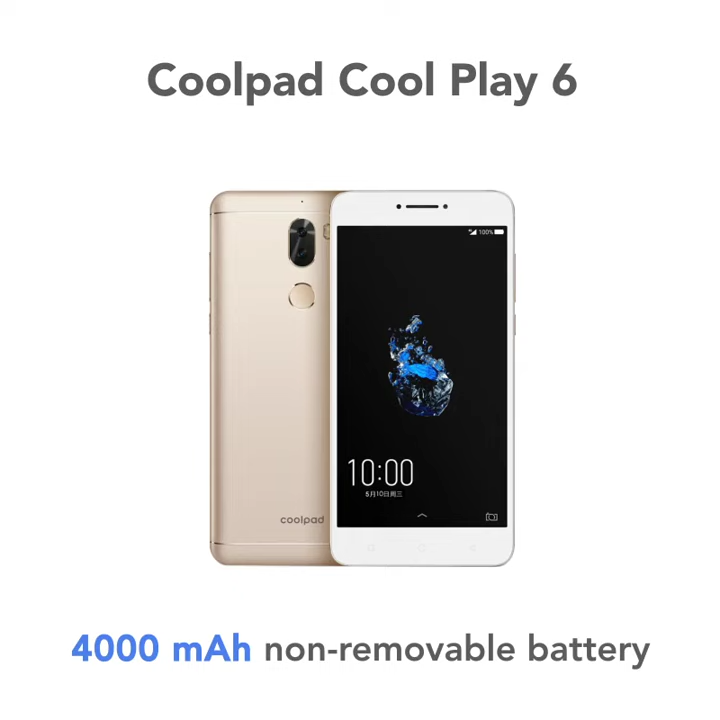 Coolpad Cool Play 6
100%
10:00
5月10日周三
coolpad
4000 mAh non-removable battery